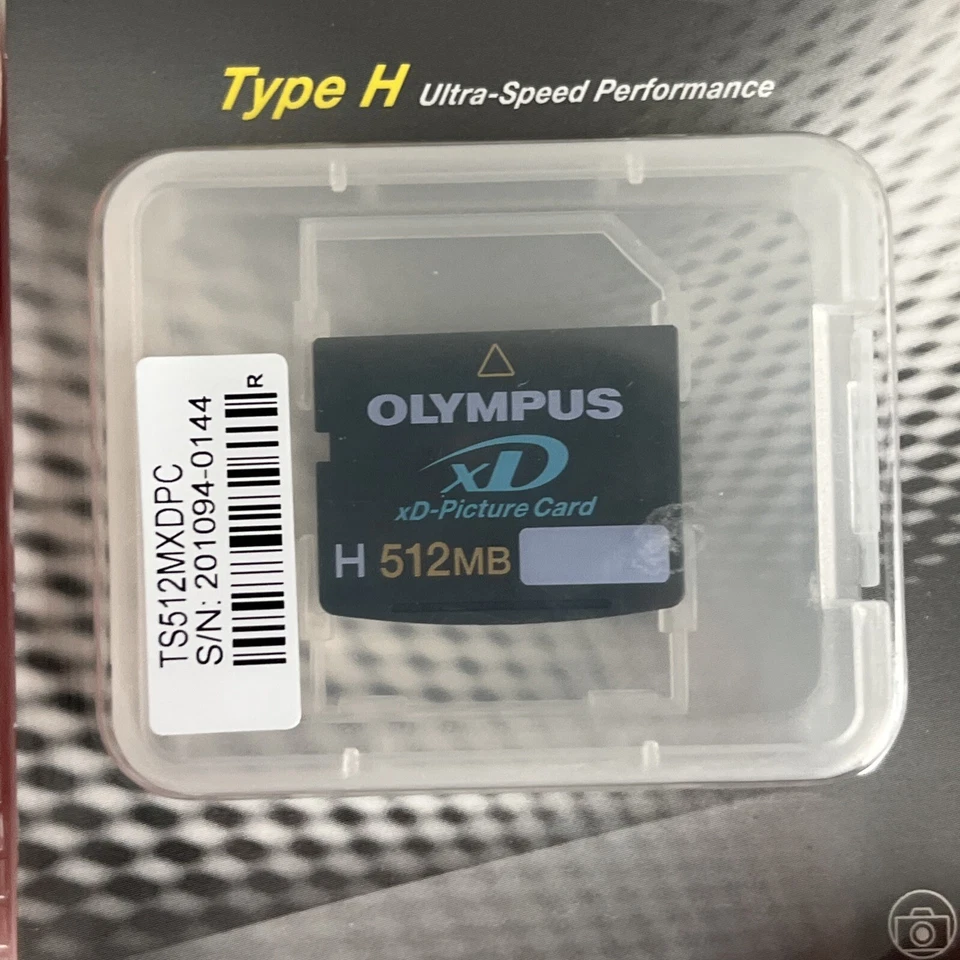 Type H Ultra-Speed Performance
TS512MXDPC
S/N: 201094-0144
R
OLYMPUS
xD
xD-Picture Card
H 512MB